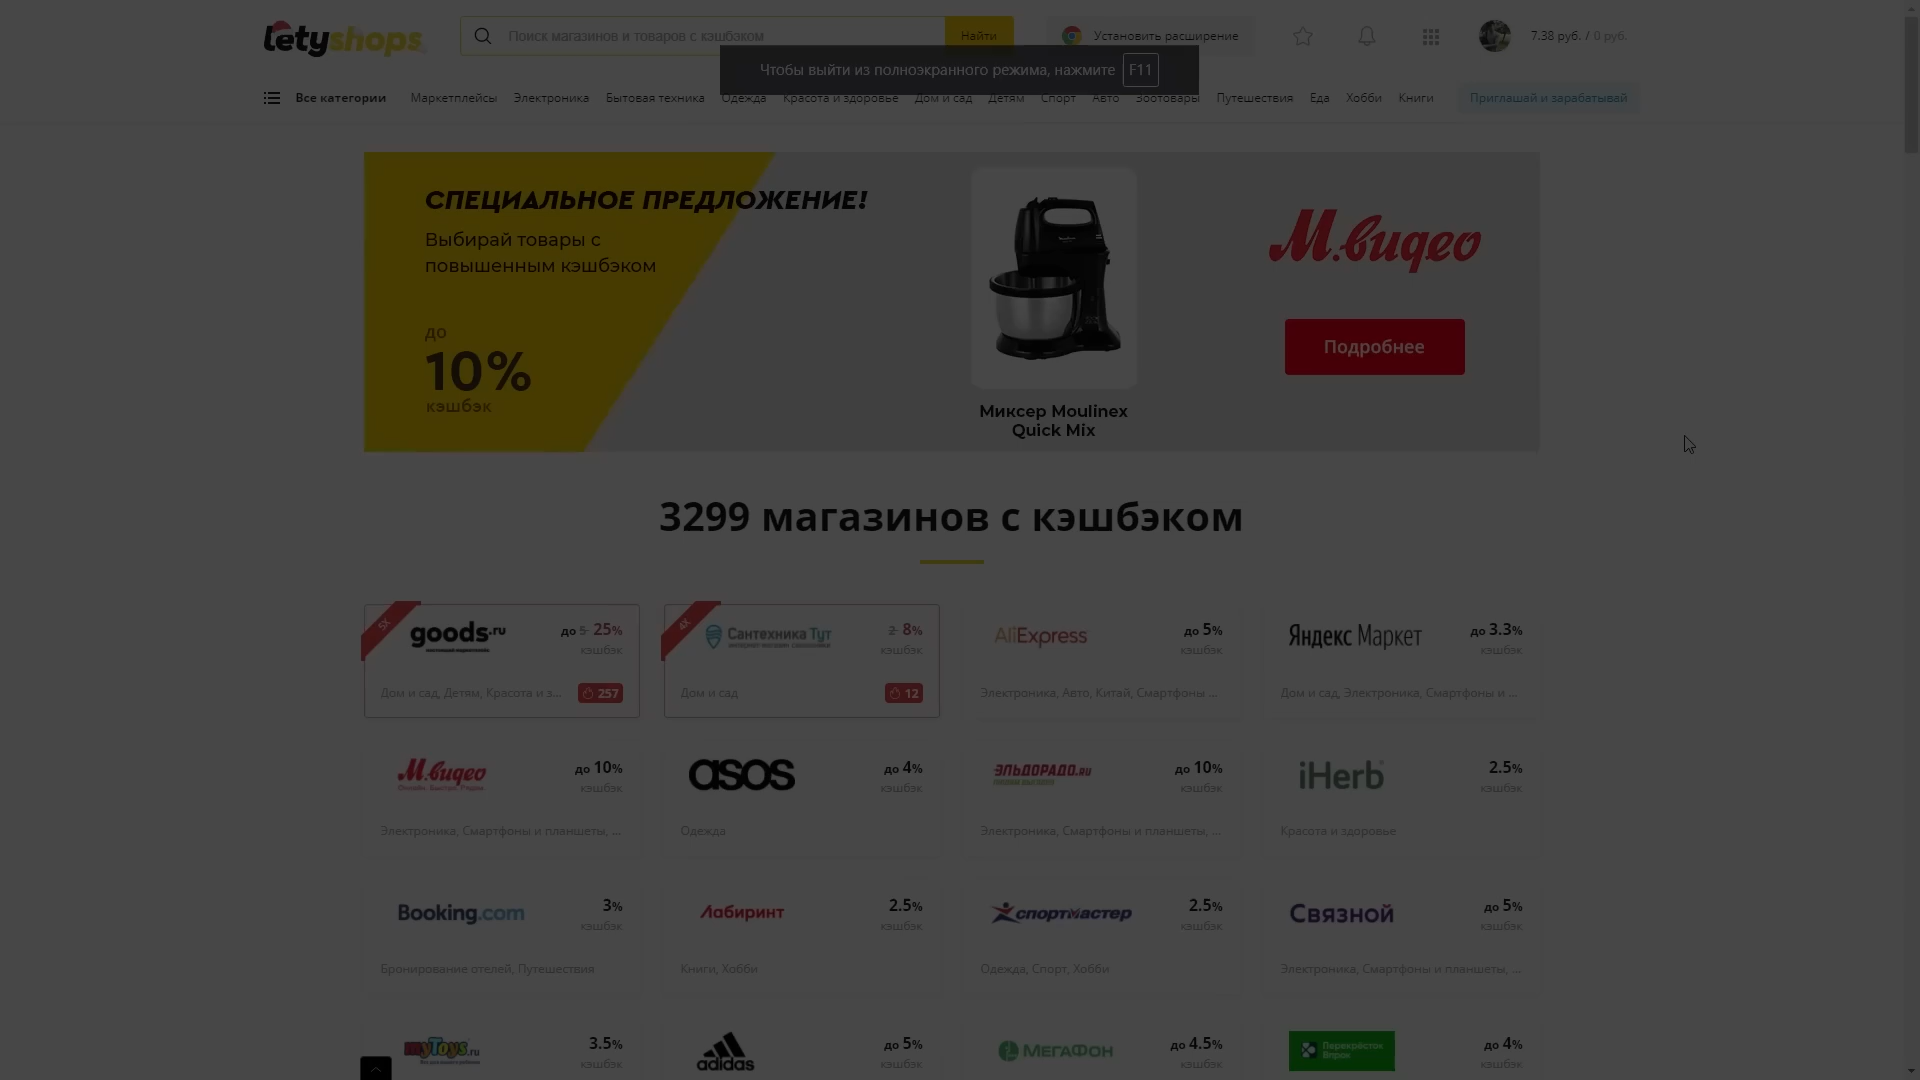 letyshops
Поиск магазинов и товаров с кэшбэком
Найти
Установить расширение
7.38 руб. / 0 руб.
Чтобы выйти из полноэкранного режима, нажмите F11
Все категории
Маркетплейсы
Электроника
Бытовая техника
Одежда
Красота и здоровье
Дом и сад
Детям
Спорт
Авто
Зоотовары
Путешествия
Еда
Хобби
Книги
Приглашай и зарабатывай
СПЕЦИАЛЬНОЕ ПРЕДЛОЖЕНИЕ!
Выбирай товары с
повышенным кэшбэком
до
10%
кэшбэк
Миксер Moulinex
Quick Mix
М.видео
Подробнее
3299 магазинов с кэшбэком
5X
goods.ru
до 5 25%
кэшбэк
Дом и сад, Детям, Красота и з...
257
4X
Сантехника Тут
2 8%
кэшбэк
Дом и сад
12
AliExpress
до 5%
кэшбэк
Электроника, Авто, Китай, Смартфоны ...
Яндекс Маркет
до 3.3%
кэшбэк
Дом и сад, Электроника, Смартфоны и ...
М.видео
до 10%
кэшбэк
Электроника, Смартфоны и планшеты, ...
asos
до 4%
кэшбэк
Одежда
ЭЛЬДОРАДО.RU
до 10%
кэшбэк
Электроника, Смартфоны и планшеты, ...
iHerb
2.5%
кэшбэк
Красота и здоровье
Booking.com
3%
кэшбэк
Бронирование отелей, Путешествия
Лабиринт
2.5%
кэшбэк
Книги, Хобби
спортмастер
2.5%
кэшбэк
Одежда, Спорт, Хобби
Связной
до 5%
кэшбэк
Электроника, Смартфоны и планшеты, ...
myToys.ru
3.5%
кэшбэк
adidas
до 5%
кэшбэк
МегаФон
до 4.5%
кэшбэк
Перекрёсток
Впрок
до 4%
кэшбэк